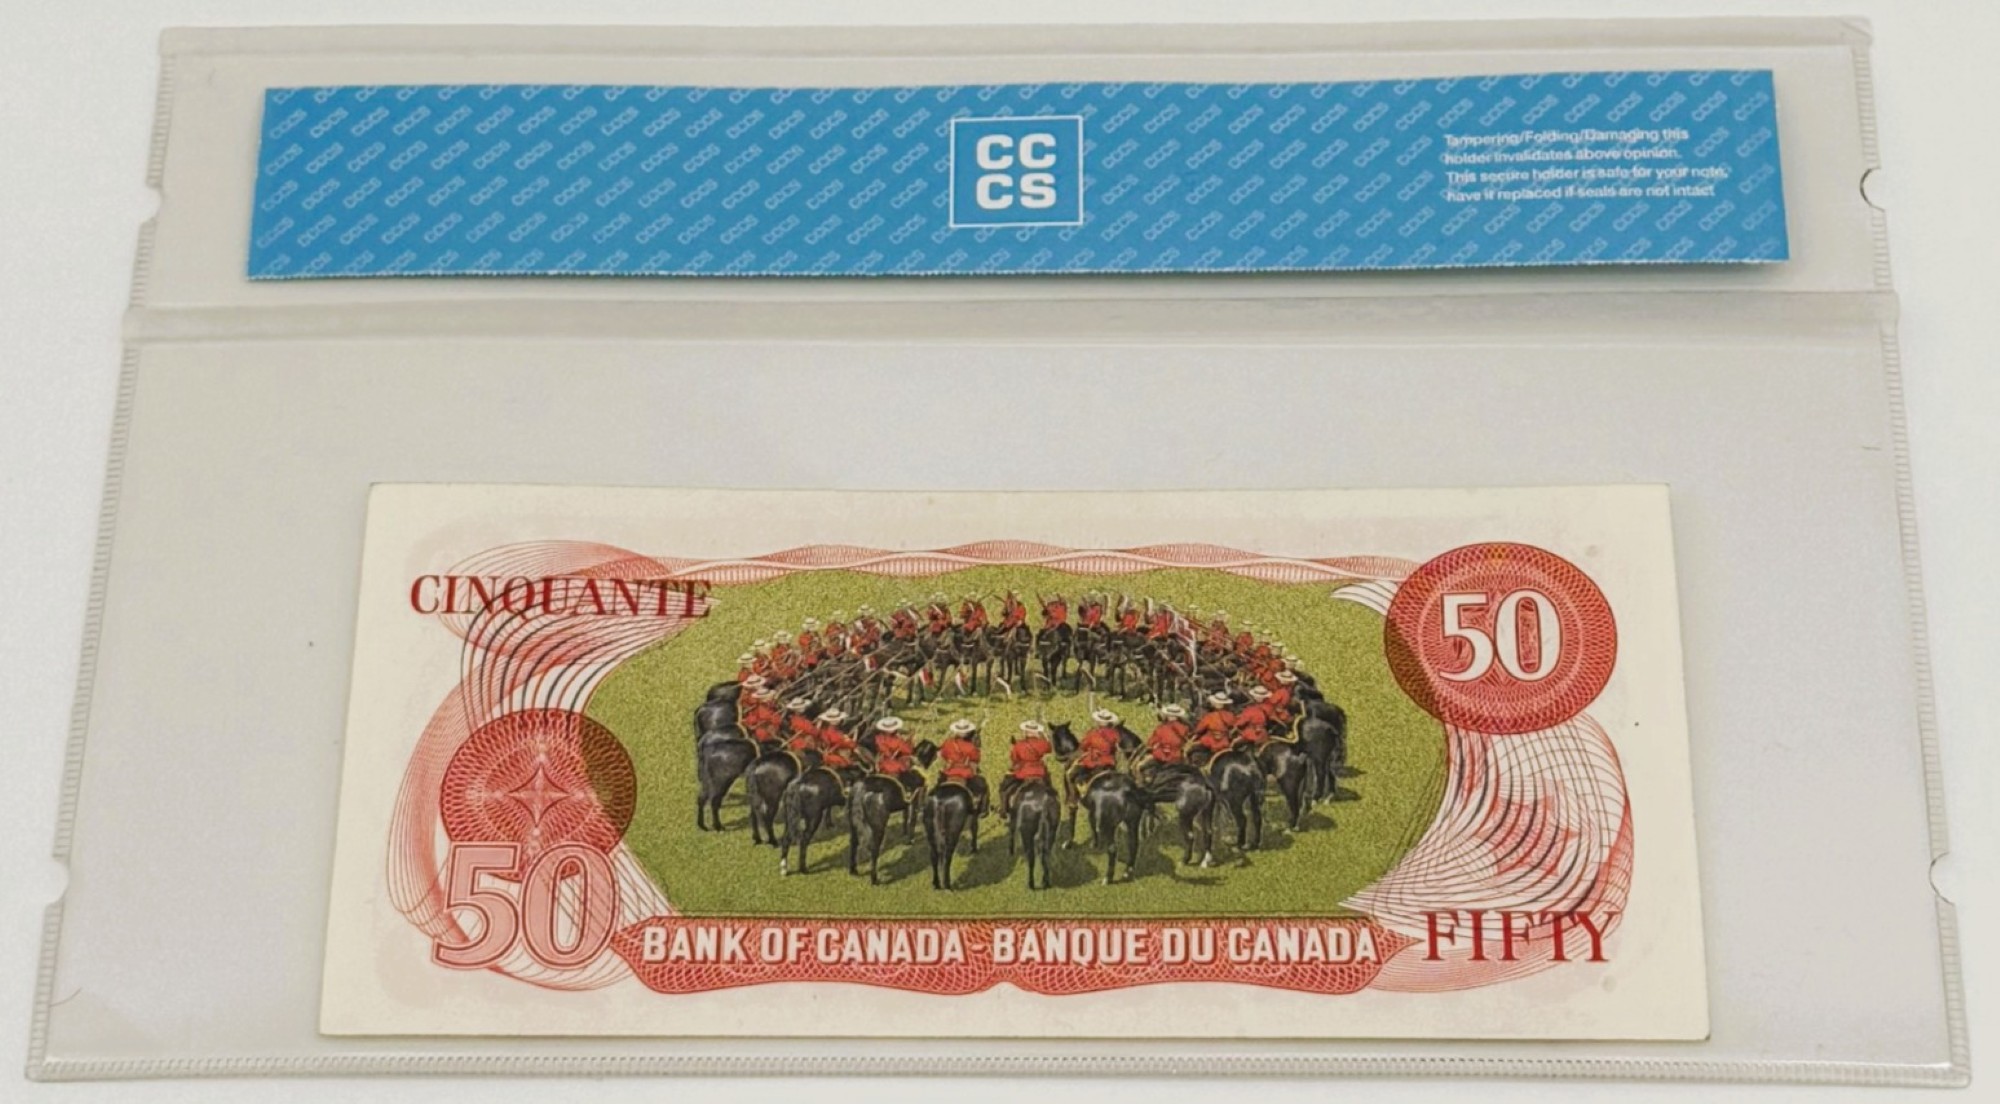 CC
CS
Tampering/Folding/Damaging this
holder invalidates above opinion.
This secure holder is safe for your note,
have it replaced if seals are not intact
CINQUANTE
50
50
BANK OF CANADA - BANQUE DU CANADA
FIFTY